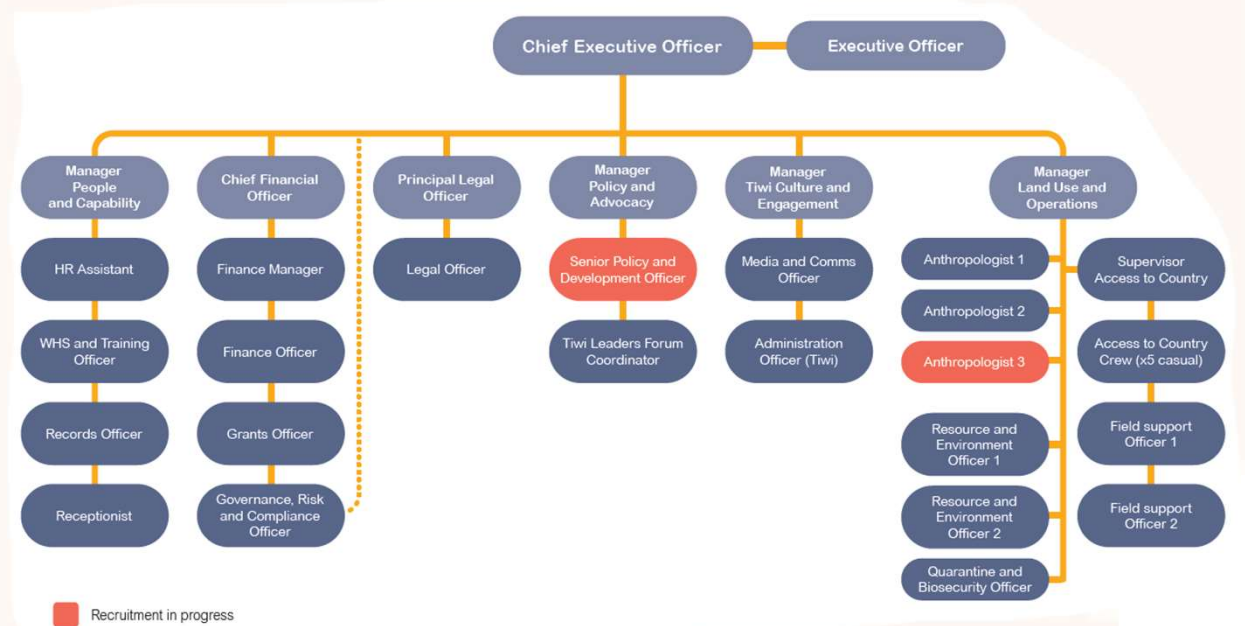 Chief Executive Officer
Executive Officer
Manager
People
and Capability
HR Assistant
WHS and Training
Officer
Records Officer
Receptionist
Chief Financial
Officer
Finance Manager
Finance Officer
Grants Officer
Governance, Risk
and Compliance
Officer
Principal Legal
Officer
Legal Officer
Manager
Policy and
Advocacy
Senior Policy and
Development Officer
Tiwi Leaders Forum
Coordinator
Manager
Tiwi Culture and
Engagement
Media and Comms
Officer
Administration
Officer (Tiwi)
Manager
Land Use and
Operations
Anthropologist 1
Anthropologist 2
Anthropologist 3
Resource and
Environment
Officer 1
Resource and
Environment
Officer 2
Quarantine and
Biosecurity Officer
Supervisor
Access to Country
Access to Country
Crew (x5 casual)
Field support
Officer 1
Field support
Officer 2
Recruitment in progress